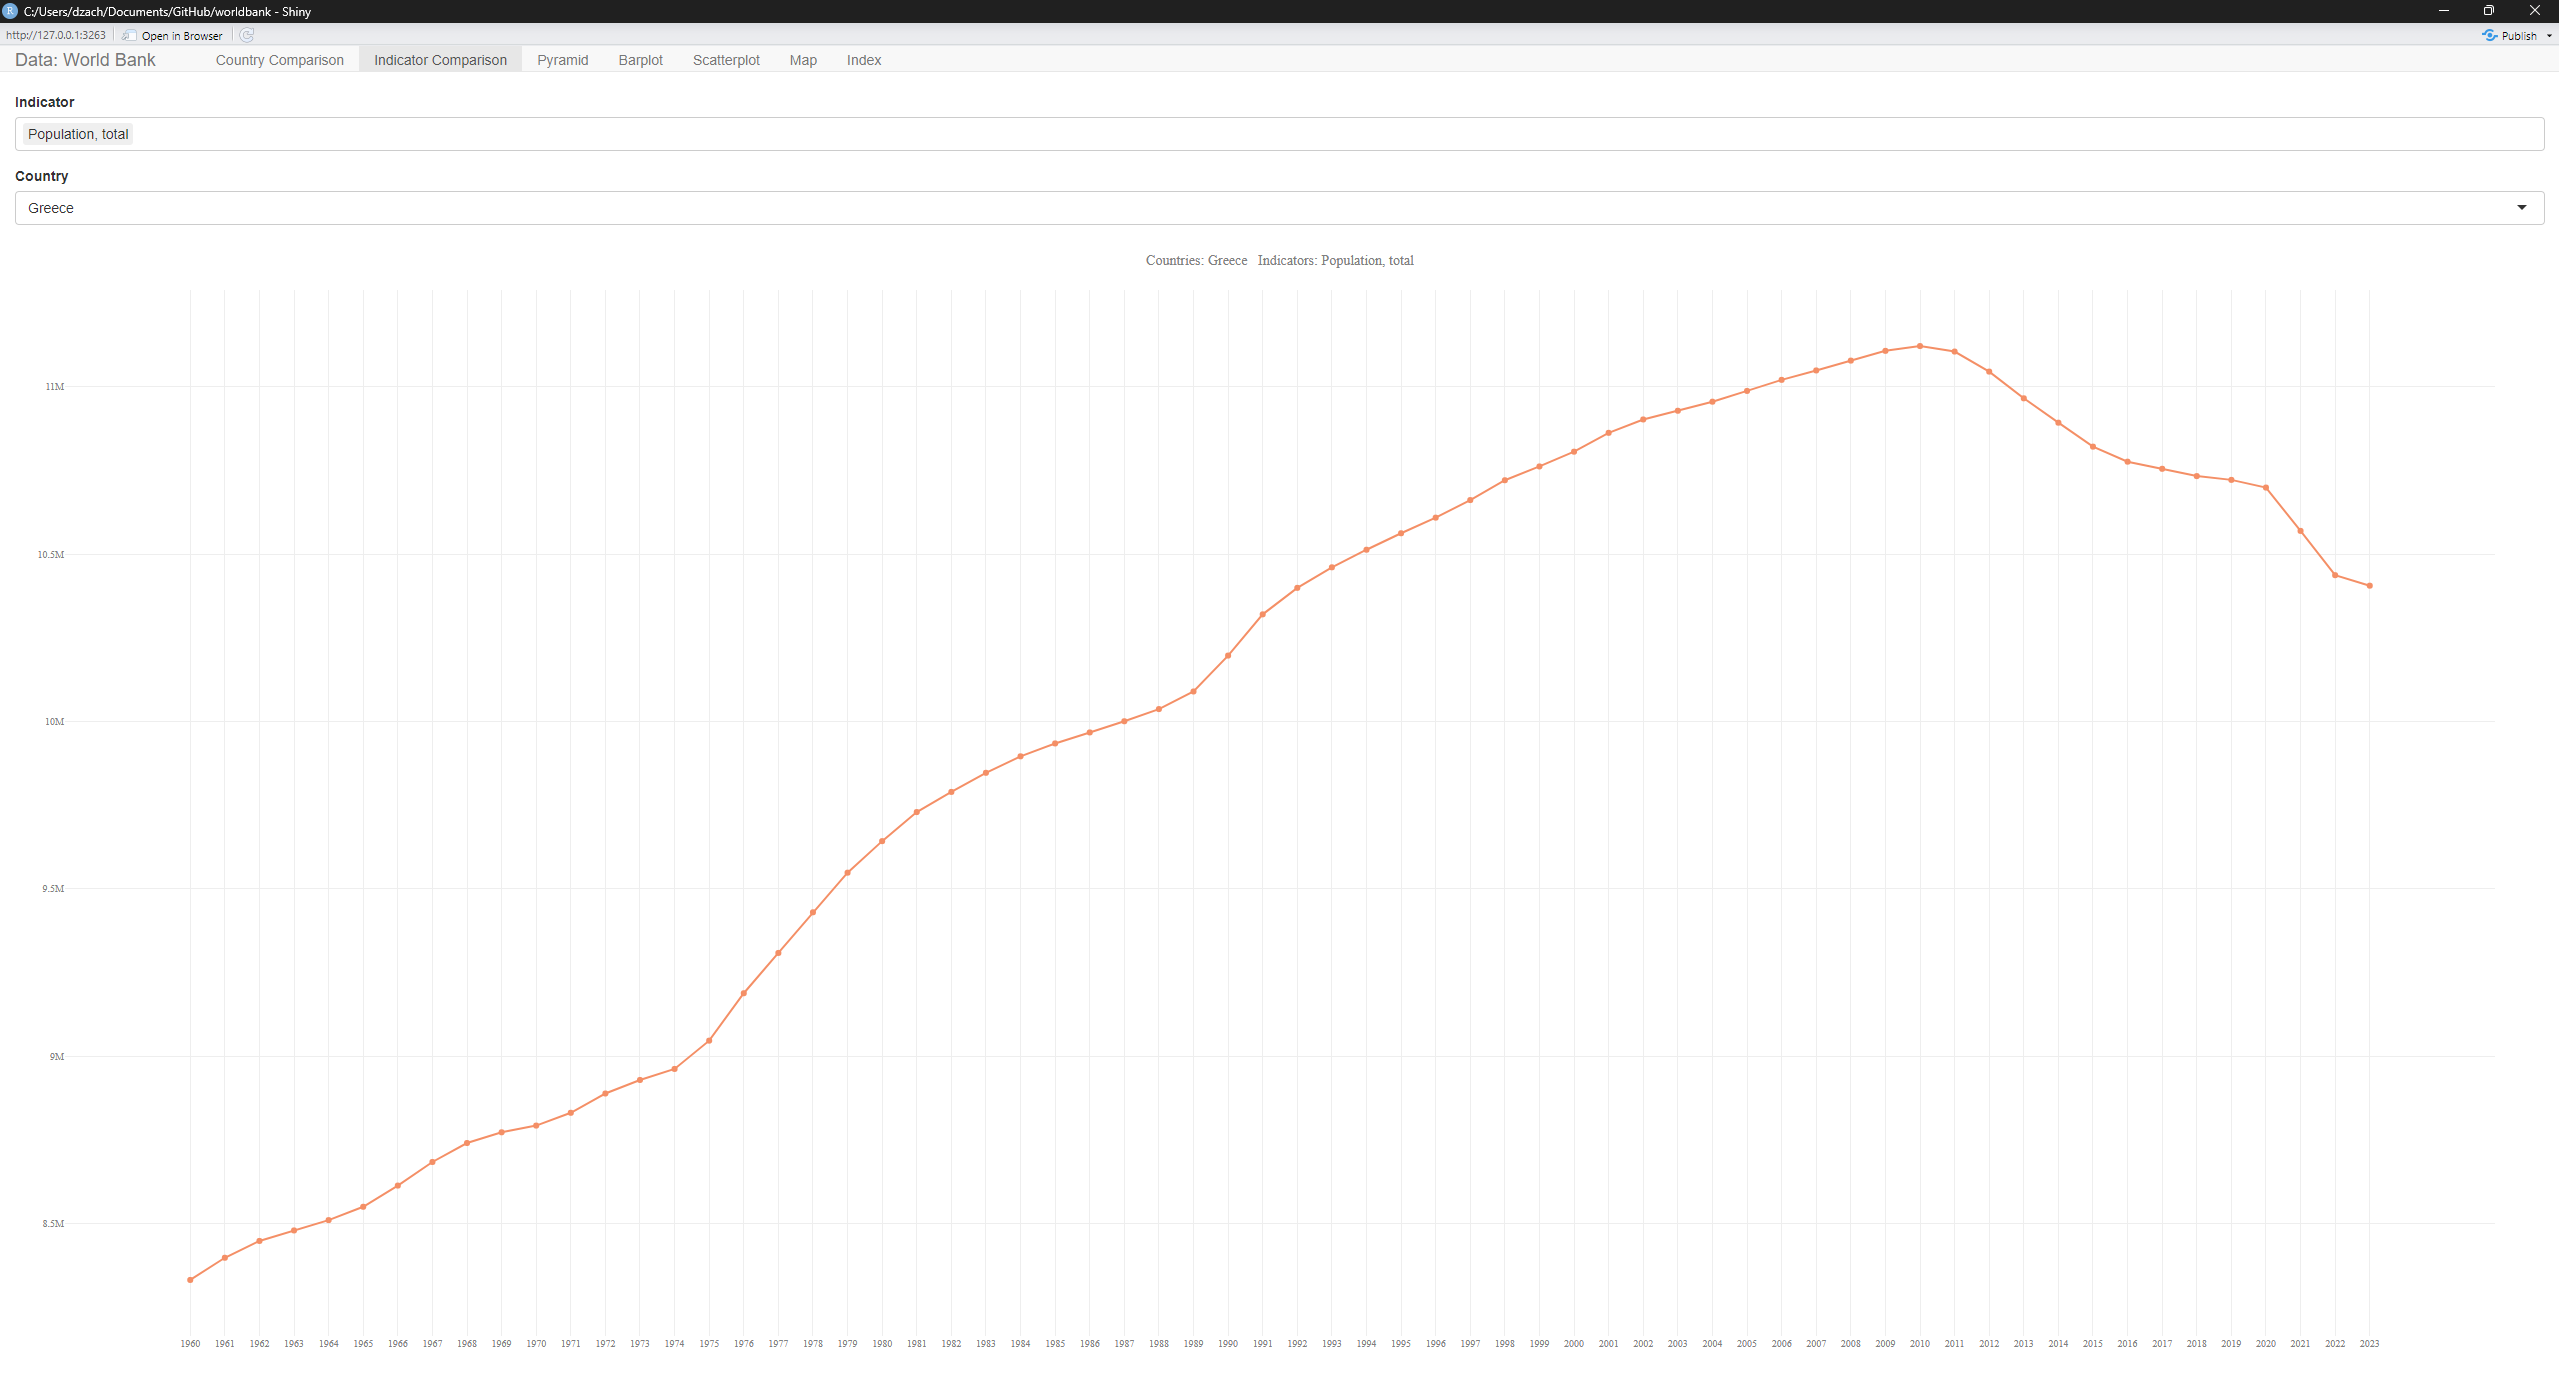 R C:/Users/dzach/Documents/GitHub/worldbank - Shiny
http://127.0.0.1:3263 Open in Browser Publish
Data: World Bank Country Comparison Indicator Comparison Pyramid Barplot Scatterplot Map Index
Indicator
Population, total
Country
Greece
Countries: Greece Indicators: Population, total
11M
10.5M
10M
9.5M
9M
8.5M
1960 1961 1962 1963 1964 1965 1966 1967 1968 1969 1970 1971 1972 1973 1974 1975 1976 1977 1978 1979 1980 1981 1982 1983 1984 1985 1986 1987 1988 1989 1990 1991 1992 1993 1994 1995 1996 1997 1998 1999 2000 2001 2002 2003 2004 2005 2006 2007 2008 2009 2010 2011 2012 2013 2014 2015 2016 2017 2018 2019 2020 2021 2022 2023